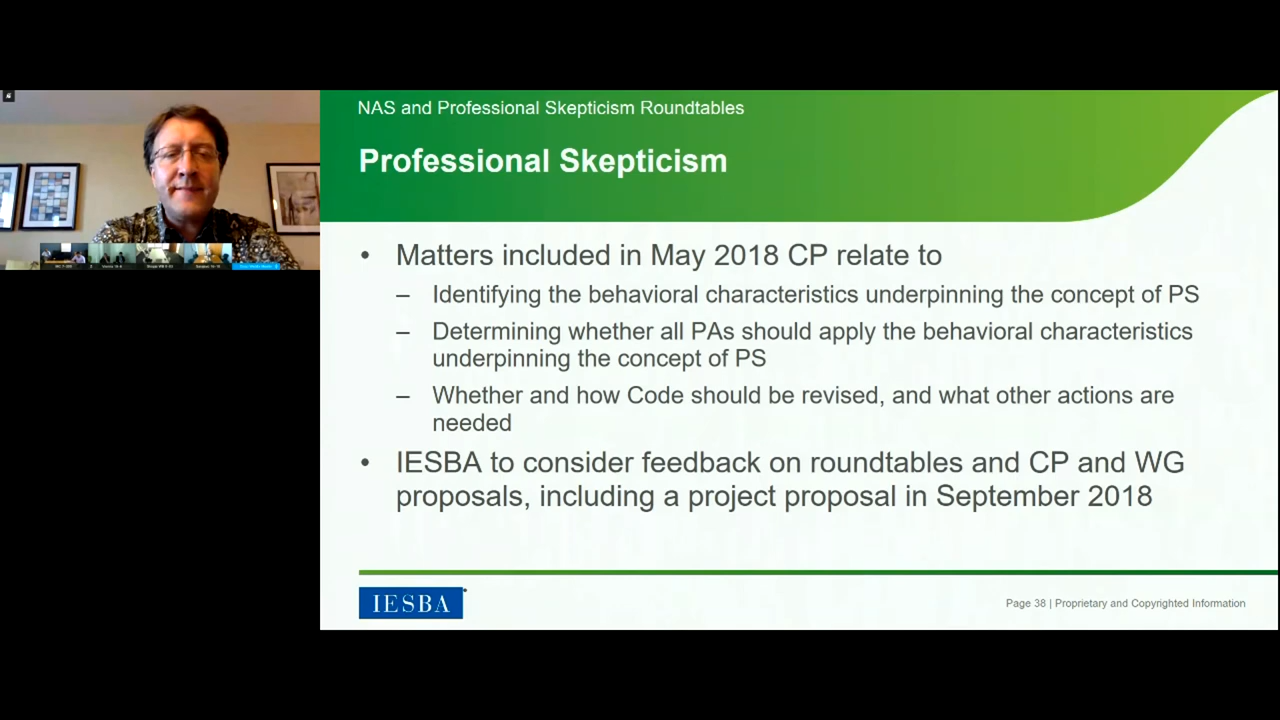 NAS and Professional Skepticism Roundtables
Professional Skepticism
• Matters included in May 2018 CP relate to
– Identifying the behavioral characteristics underpinning the concept of PS
– Determining whether all PAs should apply the behavioral characteristics
underpinning the concept of PS
– Whether and how Code should be revised, and what other actions are
needed
• IESBA to consider feedback on roundtables and CP and WG
proposals, including a project proposal in September 2018
IESBA
Page 38 | Proprietary and Copyrighted Information